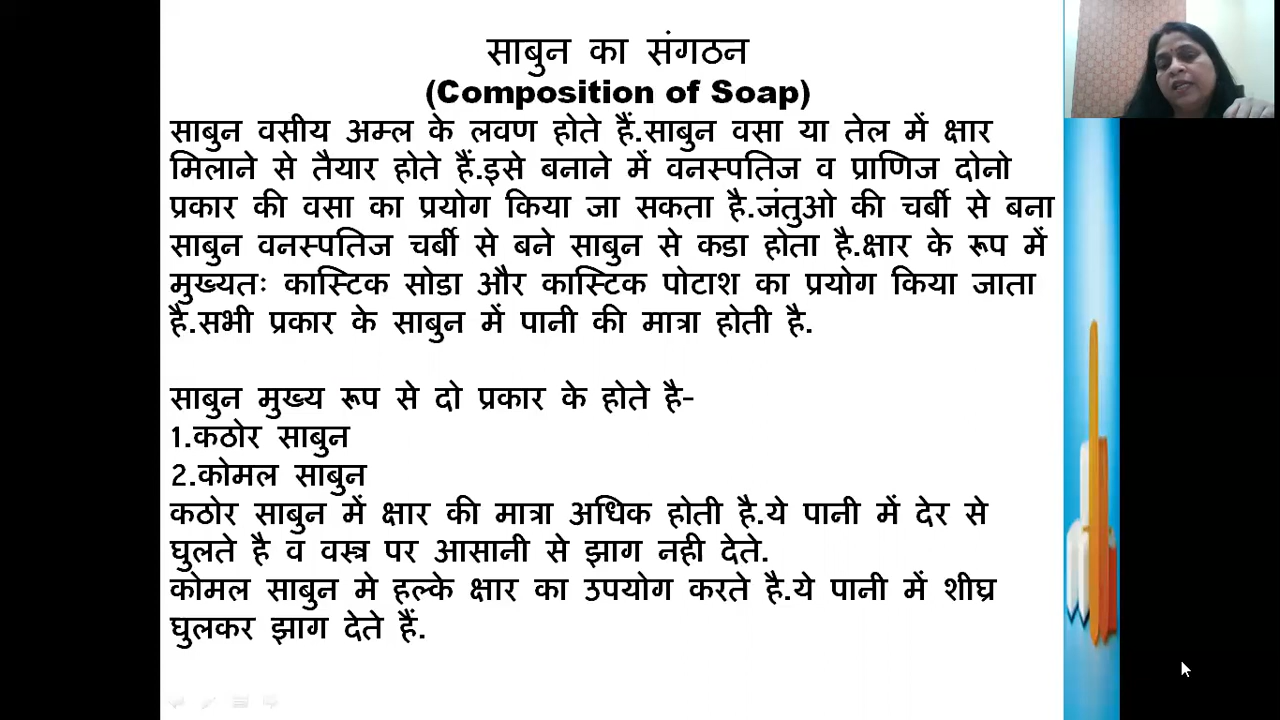 साबुन का संगठन
(Composition of Soap)
साबुन वसीय अम्ल के लवण होते हैं.साबुन वसा या तेल में क्षार
मिलाने से तैयार होते हैं.इसे बनाने में वनस्पतिज व प्राणिज दोनो
प्रकार की वसा का प्रयोग किया जा सकता है.जंतुओ की चर्बी से बना
साबुन वनस्पतिज चर्बी से बने साबुन से कडा होता है.क्षार के रूप में
मुख्यतः कास्टिक सोडा और कास्टिक पोटाश का प्रयोग किया जाता
है.सभी प्रकार के साबुन में पानी की मात्रा होती है.
साबुन मुख्य रूप से दो प्रकार के होते है-
1.कठोर साबुन
2.कोमल साबुन
कठोर साबुन में क्षार की मात्रा अधिक होती है.ये पानी में देर से
घुलते है व वस्त्र पर आसानी से झाग नही देते.
कोमल साबुन मे हल्के क्षार का उपयोग करते है.ये पानी में शीघ्र
घुलकर झाग देते हैं.